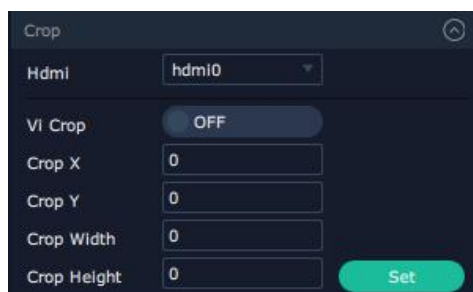 Crop
Hdmi hdmi0
VI Crop OFF
Crop X 0
Crop Y 0
Crop Width 0
Crop Height 0 Set